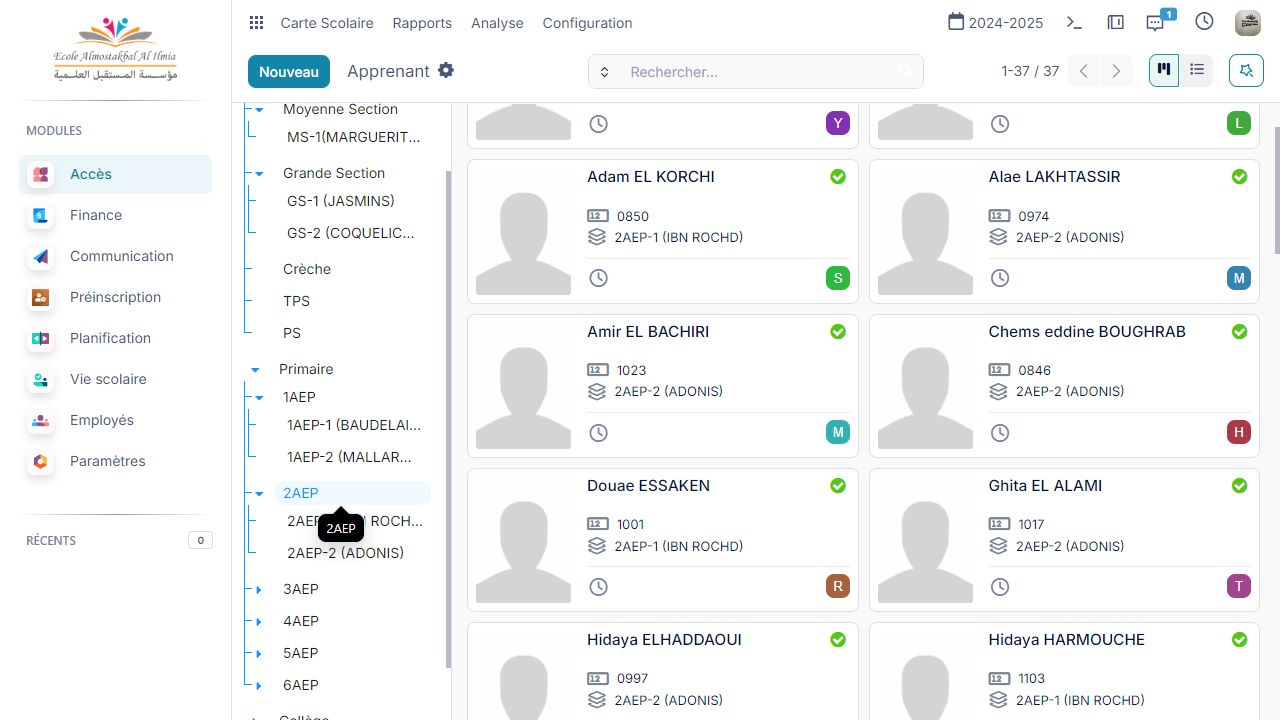 Ecole Almostakbal Al Ilmia
مؤسسة المستقبل العلمية
MODULES
Accès
Finance
Communication
Préinscription
Planification
Vie scolaire
Employés
Paramètres
RÉCENTS
0
Carte Scolaire
Rapports
Analyse
Configuration
2024-2025
1
Nouveau
Apprenant
Rechercher...
1-37 / 37
Moyenne Section
MS-1(MARGUERIT...
Grande Section
GS-1 (JASMINS)
GS-2 (COQUELIC...
Crèche
TPS
PS
Primaire
1AEP
1AEP-1 (BAUDELAI...
1AEP-2 (MALLAR...
2AEP
ROCH...
2AEP
2AEP-2 (ADONIS)
3AEP
4AEP
5AEP
6AEP
Y
L
Adam EL KORCHI
0850
2AEP-1 (IBN ROCHD)
S
Alae LAKHTASSIR
0974
2AEP-2 (ADONIS)
M
Amir EL BACHIRI
1023
2AEP-2 (ADONIS)
M
Chems eddine BOUGHRAB
0846
2AEP-2 (ADONIS)
H
Douae ESSAKEN
1001
2AEP-1 (IBN ROCHD)
R
Ghita EL ALAMI
1017
2AEP-2 (ADONIS)
T
Hidaya ELHADDAOUI
0997
2AEP-2 (ADONIS)
Hidaya HARMOUCHE
1103
2AEP-1 (IBN ROCHD)